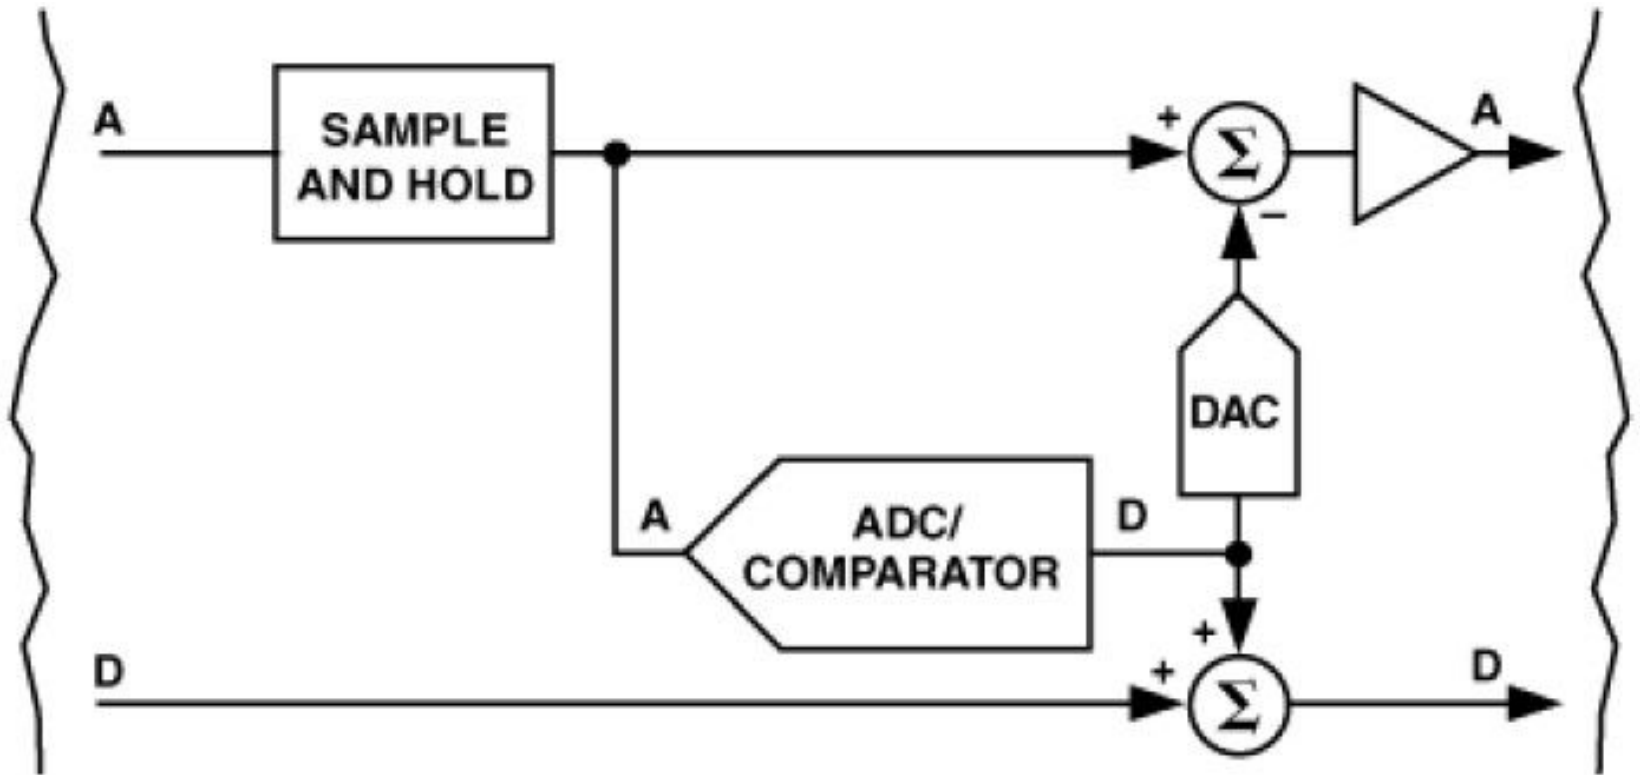 A
SAMPLE
AND HOLD
+
Σ
A
−
DAC
A
ADC/
COMPARATOR
D
+
D
+
Σ
D